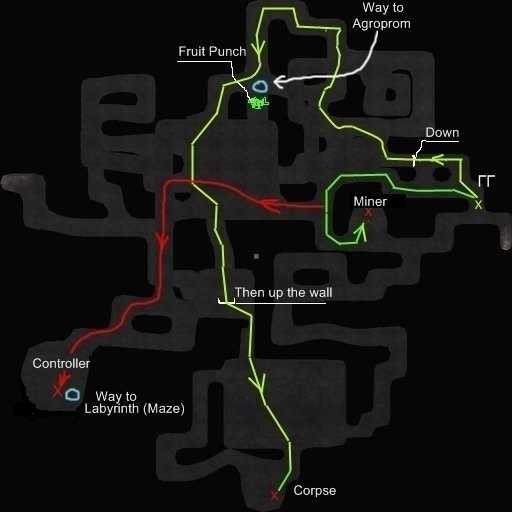 Way to
Agroprom
Fruit Punch
Down
ГГ
Miner
Then up the wall
Controller
Way to
Labyrinth (Maze)
Corpse